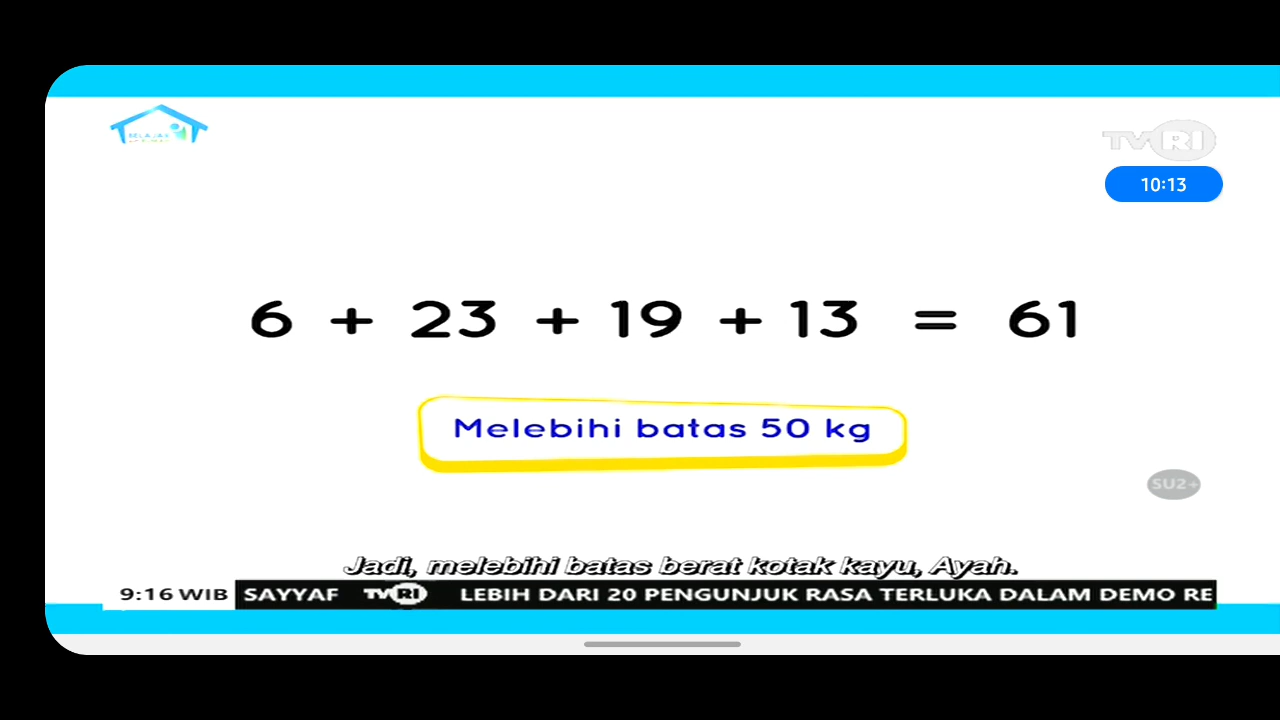 BELAJAR
TVRI
10:13
6 + 23 + 19 + 13 = 61
Melebihi batas 50 kg
SU2+
Jadi, melebihi batas berat kotak kayu, Ayah.
9:16 WIB SAYYAF TVRI LEBIH DARI 20 PENGUNJUK RASA TERLUKA DALAM DEMO RE